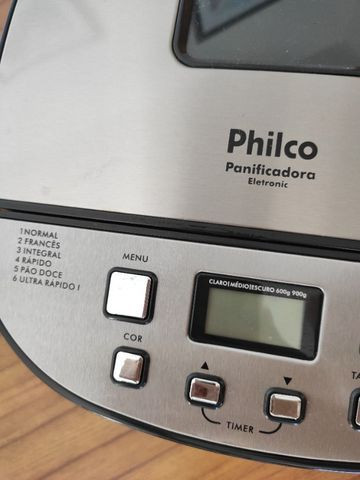 Philco
Panificadora
Eletronic
1 NORMAL
2 FRANCÊS
3 INTEGRAL
4 RÁPIDO
5 PÃO DOCE
6 ULTRA RÁPIDO I
MENU
CLARO|MÉDIO|ESCURO 600g 900g
COR
TIMER